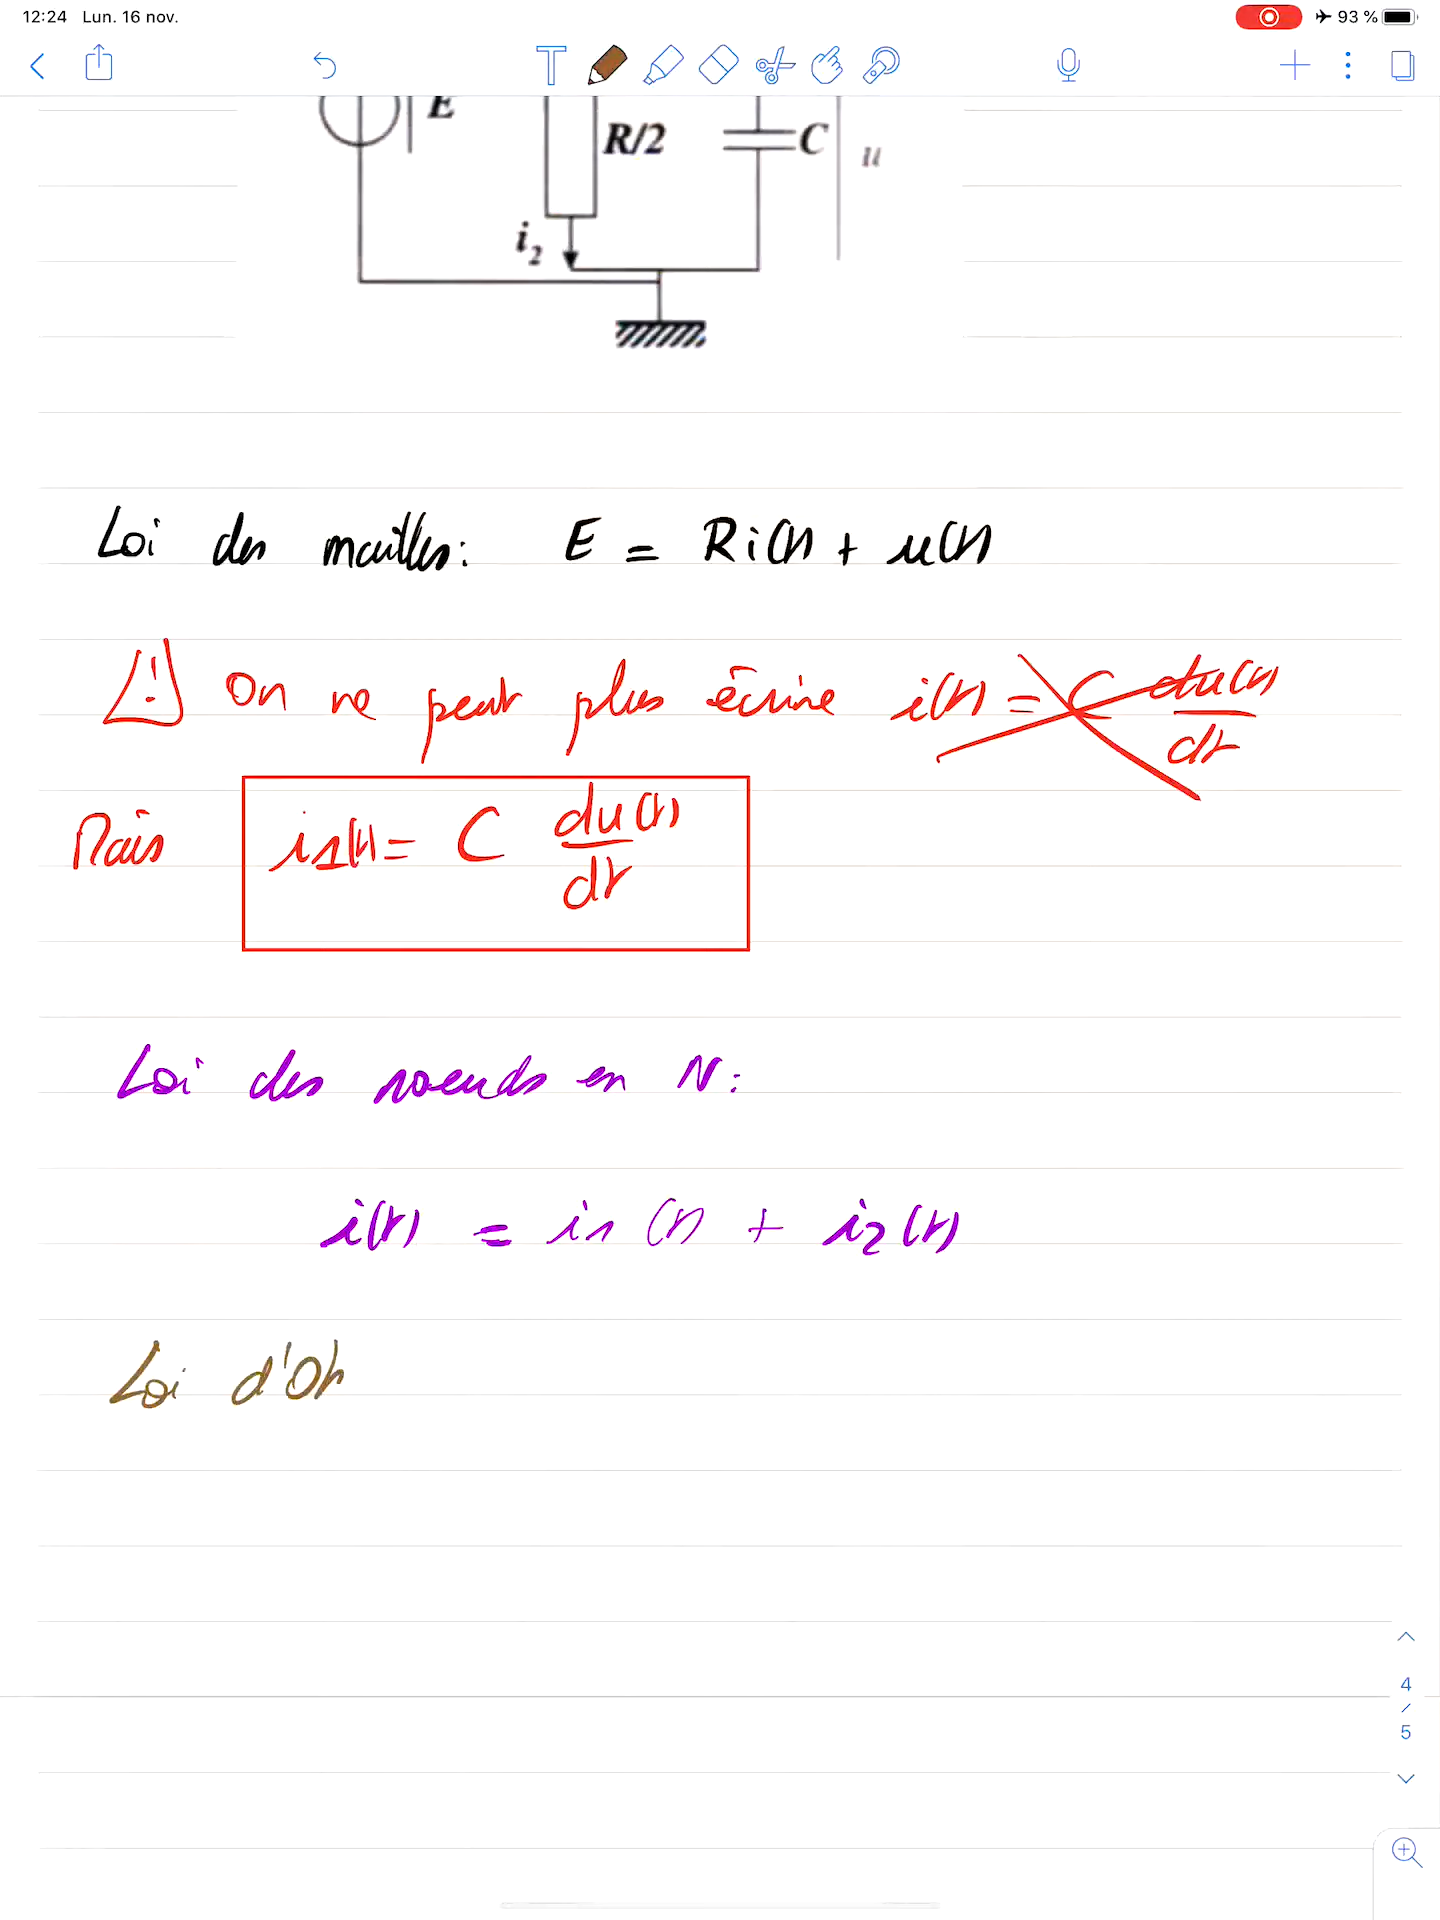 12:24 Lun. 16 nov. 93 %
E
R/2 C u
i₂
Loi des mailles: E = Ri(t) + u(t)
! On ne peut plus écrire i(t) = C du(t)/dt
Mais i1(t) = C du(t)/dt
Loi des noeuds en N:
i(t) = i1(t) + i2(t)
Loi d'Oh
4
/
5